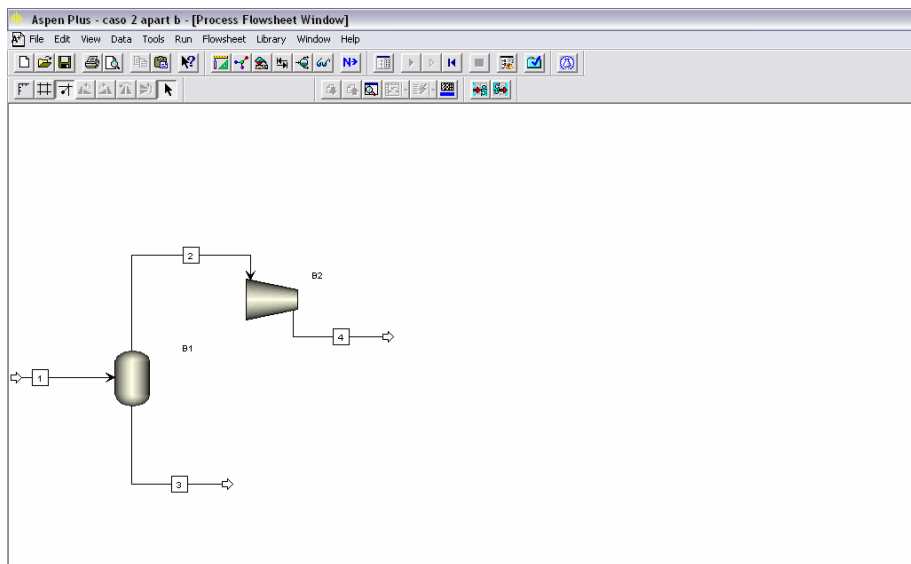 Aspen Plus - caso 2 apart b - [Process Flowsheet Window]
File Edit View Data Tools Run Flowsheet Library Window Help
N>
2
B2
4
B1
1
3